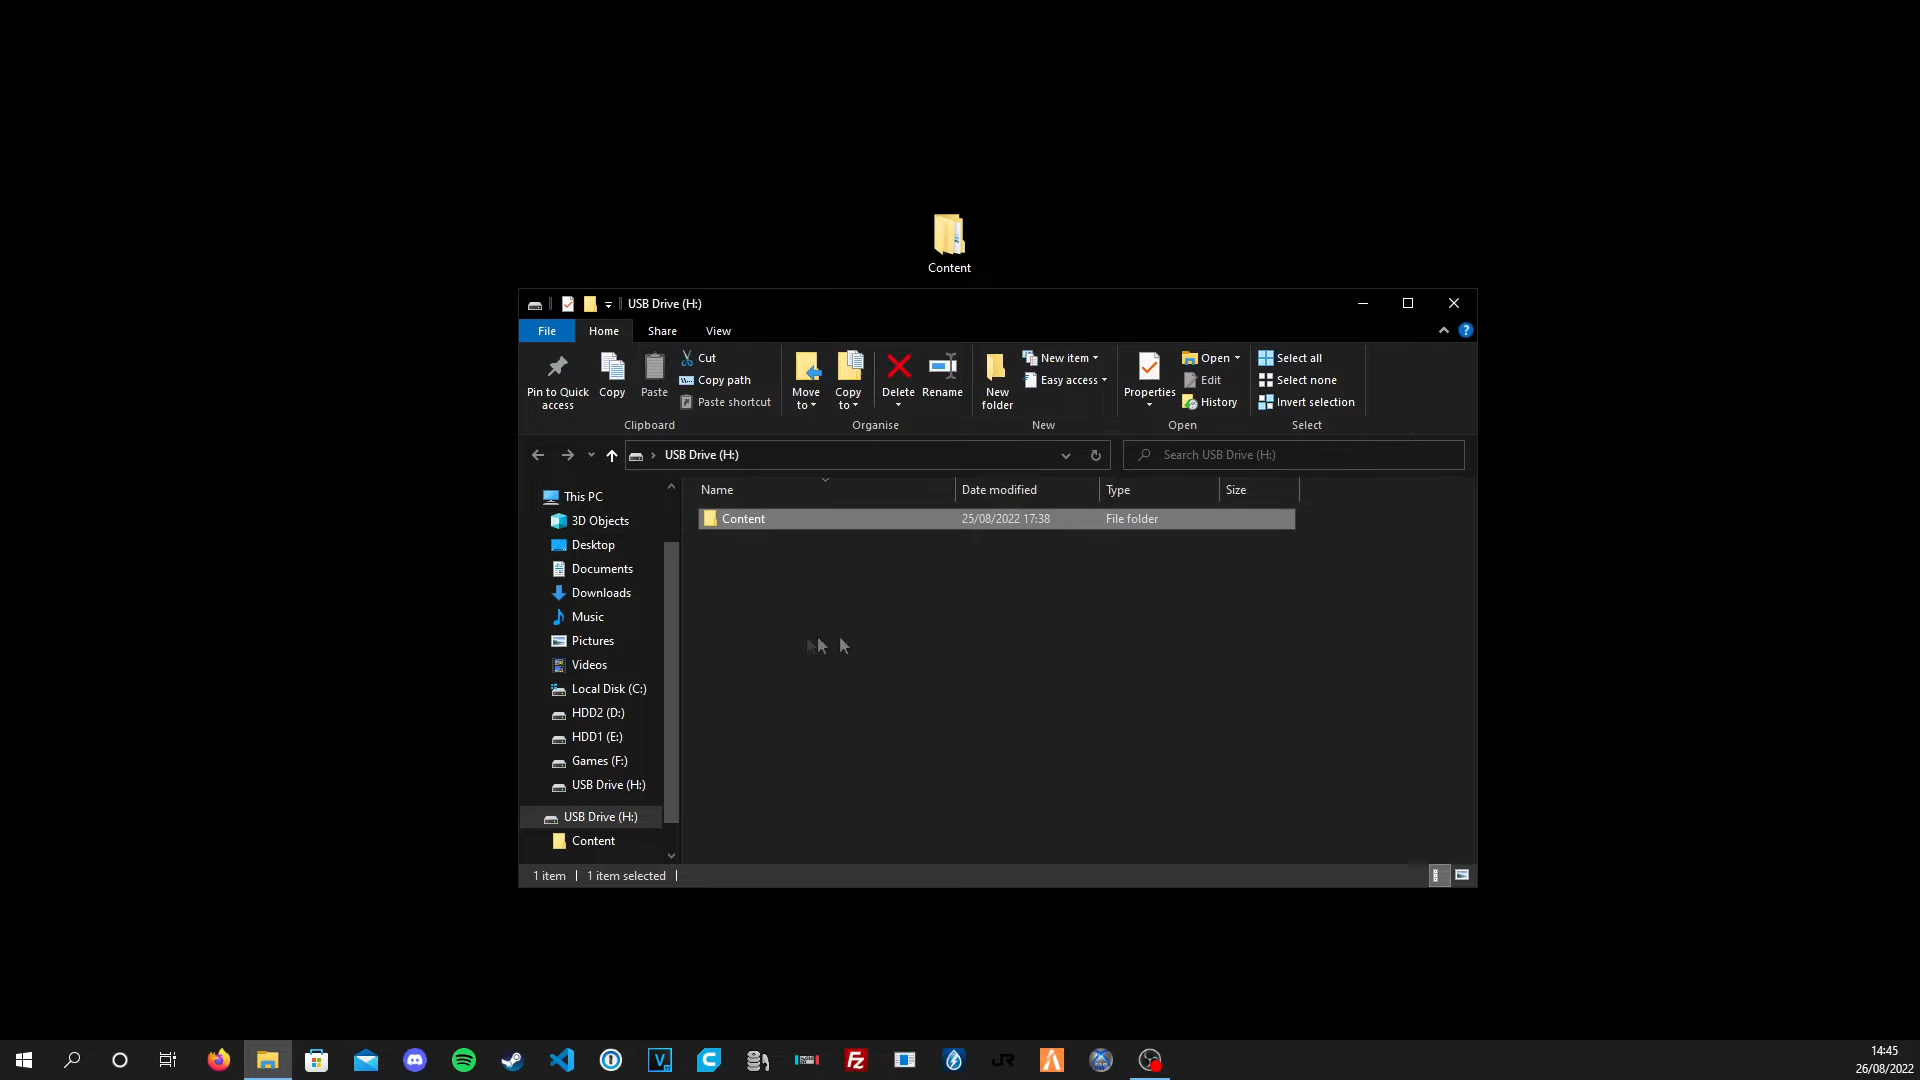 Content
USB Drive (H:)
File
Home
Share
View
Pin to Quick
access
Copy
Paste
Cut
Copy path
Paste shortcut
Clipboard
Move
to
Copy
to
Delete
Rename
Organise
New
folder
New item
Easy access
New
Properties
Open
Edit
History
Open
Select all
Select none
Invert selection
Select
USB Drive (H:)
Search USB Drive (H:)
This PC
3D Objects
Desktop
Documents
Downloads
Music
Pictures
Videos
Local Disk (C:)
HDD2 (D:)
HDD1 (E:)
Games (F:)
USB Drive (H:)
USB Drive (H:)
Content
Name
Date modified
Type
Size
Content
25/08/2022 17:38
File folder
1 item
1 item selected
14:45
26/08/2022